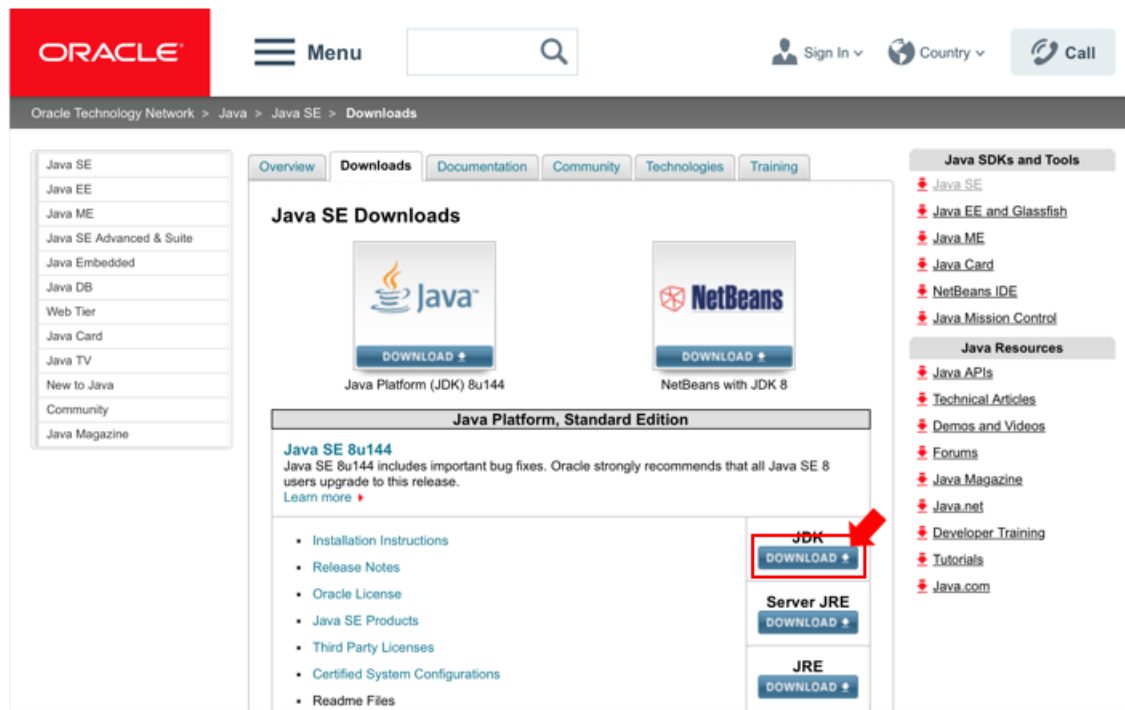 ORACLE
Menu
Sign In
Country
Call
Oracle Technology Network > Java > Java SE > Downloads
Java SE
Java EE
Java ME
Java SE Advanced & Suite
Java Embedded
Java DB
Web Tier
Java Card
Java TV
New to Java
Community
Java Magazine
Overview
Downloads
Documentation
Community
Technologies
Training
Java SE Downloads
Java
DOWNLOAD
Java Platform (JDK) 8u144
NetBeans
DOWNLOAD
NetBeans with JDK 8
Java Platform, Standard Edition
Java SE 8u144
Java SE 8u144 includes important bug fixes. Oracle strongly recommends that all Java SE 8
users upgrade to this release.
Learn more
Installation Instructions
Release Notes
Oracle License
Java SE Products
Third Party Licenses
Certified System Configurations
Readme Files
JDK
DOWNLOAD
Server JRE
DOWNLOAD
JRE
DOWNLOAD
Java SDKs and Tools
Java SE
Java EE and Glassfish
Java ME
Java Card
NetBeans IDE
Java Mission Control
Java Resources
Java APIs
Technical Articles
Demos and Videos
Forums
Java Magazine
Java.net
Developer Training
Tutorials
Java.com